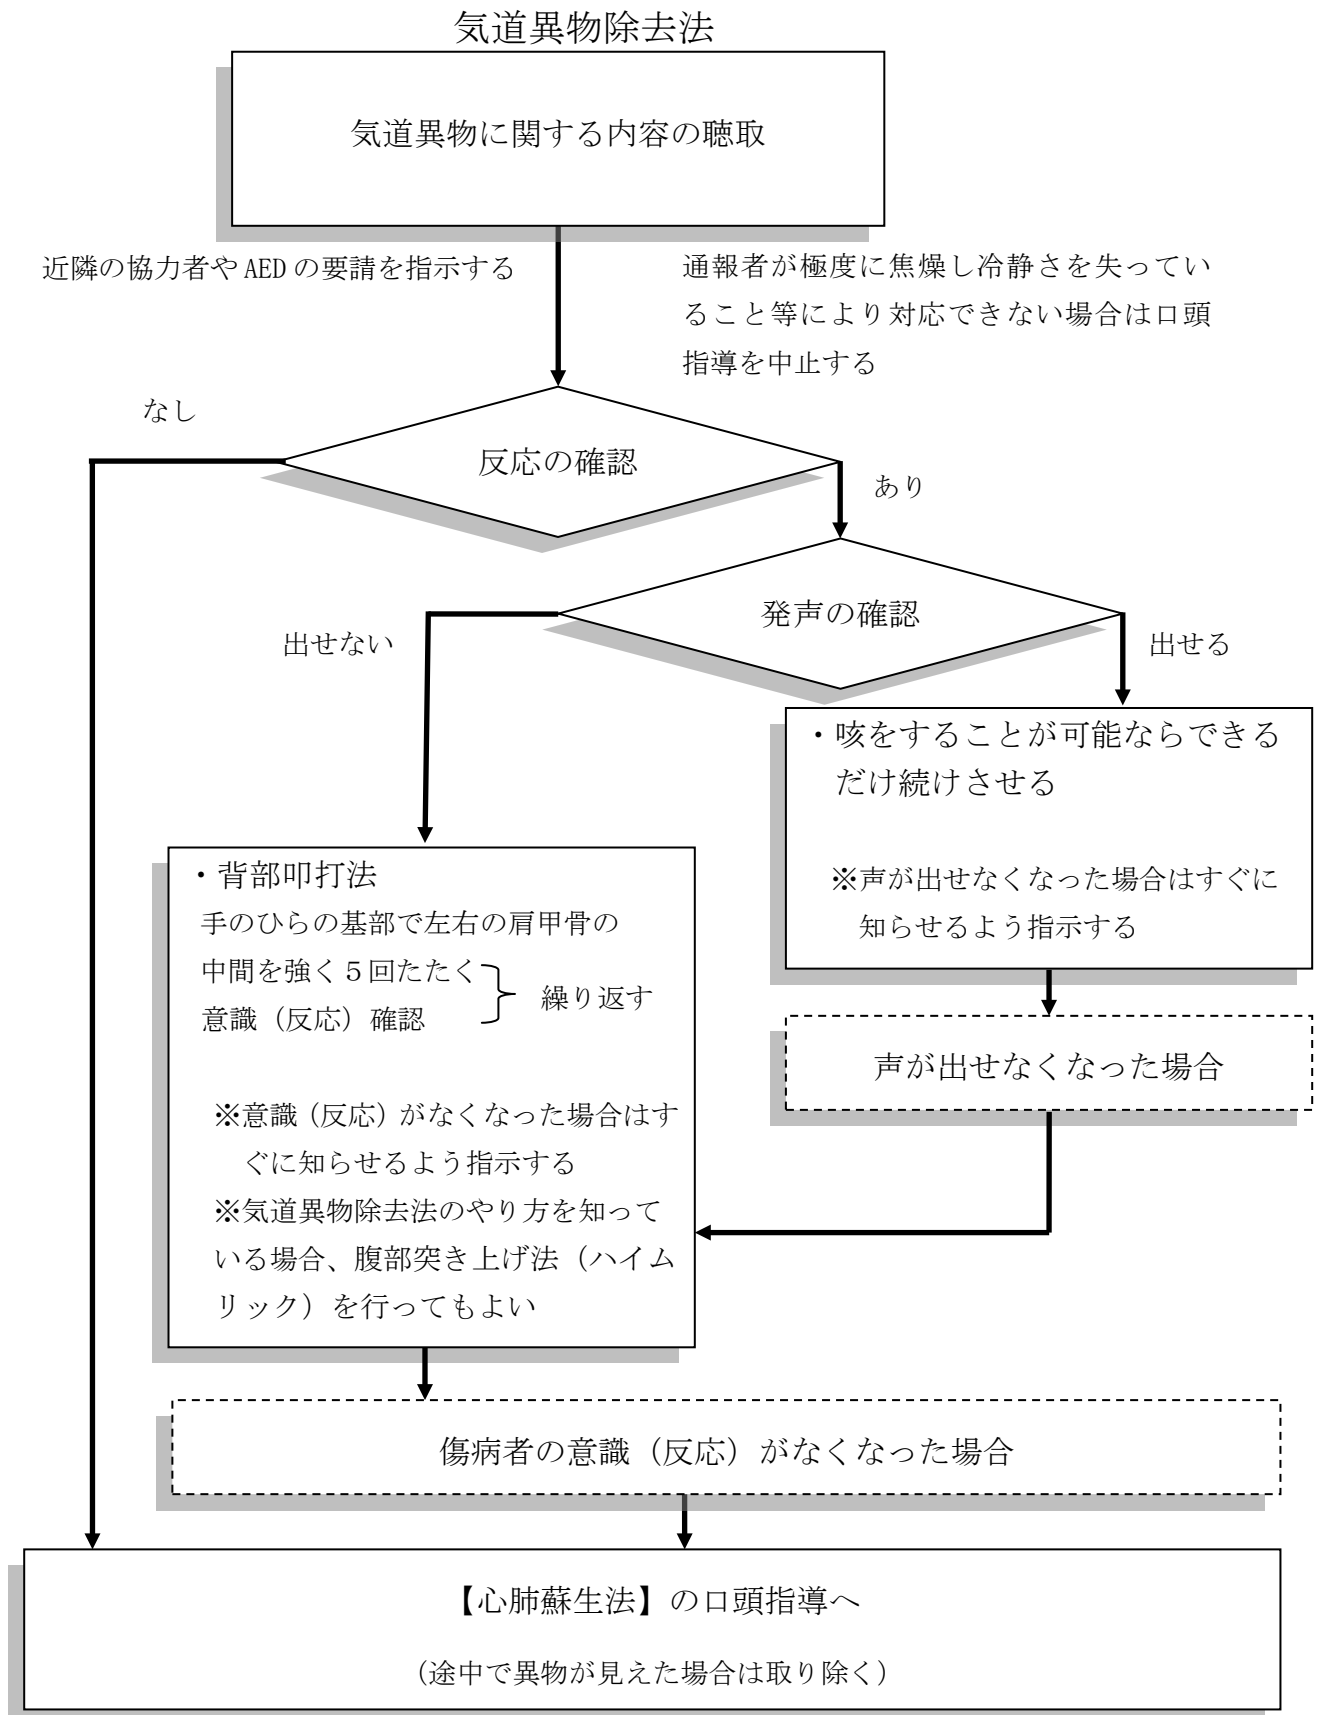 気道異物除去法
気道異物に関する内容の聴取
近隣の協力者や AED の要請を指示する
通報者が極度に焦燥し冷静さを失ってい
ること等により対応できない場合は口頭
指導を中止する
なし
反応の確認
あり
発声の確認
出せない
出せる
・咳をすることが可能ならできる
だけ続けさせる
※声が出せなくなった場合はすぐに
知らせるよう指示する
・背部叩打法
手のひらの基部で左右の肩甲骨の
中間を強く５回たたく
意識（反応）確認
繰り返す
声が出せなくなった場合
※意識（反応）がなくなった場合はす
ぐに知らせるよう指示する
※気道異物除去法のやり方を知って
いる場合、腹部突き上げ法（ハイム
リック）を行ってもよい
傷病者の意識（反応）がなくなった場合
【心肺蘇生法】の口頭指導へ
（途中で異物が見えた場合は取り除く）